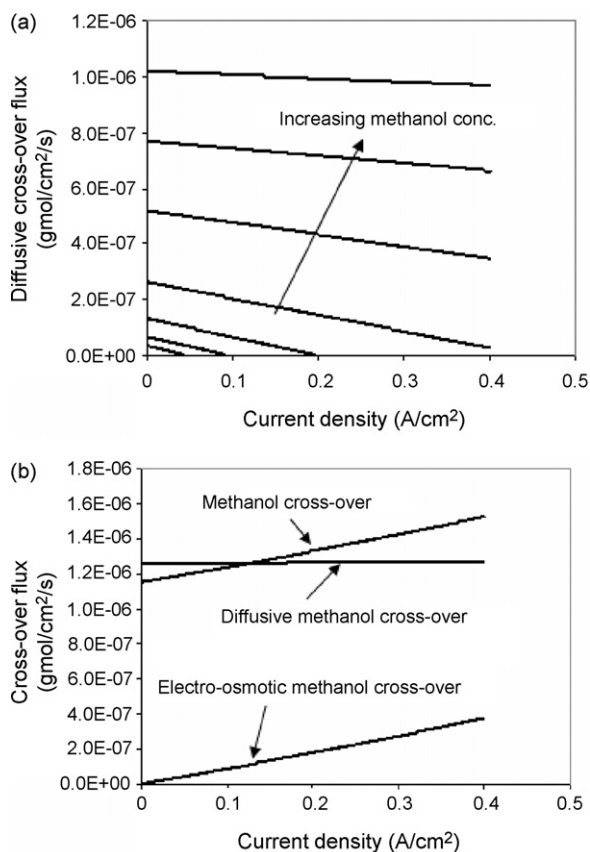 (a)
Diffusive cross-over flux
(gmol/cm²/s)
1.2E-06
1.0E-06
8.0E-07
6.0E-07
4.0E-07
2.0E-07
0.0E+00
Increasing methanol conc.
0
0.1
0.2
0.3
0.4
0.5
Current density (A/cm²)
(b)
Cross-over flux
(gmol/cm²/s)
1.8E-06
1.6E-06
1.4E-06
1.2E-06
1.0E-06
8.0E-07
6.0E-07
4.0E-07
2.0E-07
0.0E+00
Methanol cross-over
Diffusive methanol cross-over
Electro-osmotic methanol cross-over
0
0.1
0.2
0.3
0.4
0.5
Current density (A/cm²)